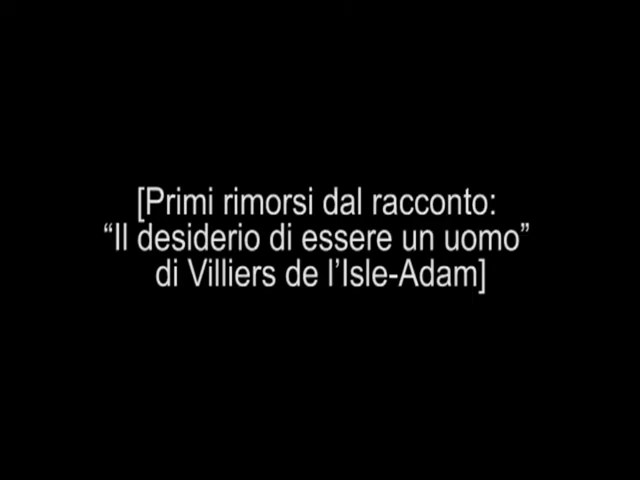 [Primi rimorsi dal racconto:
“Il desiderio di essere un uomo”
di Villiers de l’Isle-Adam]